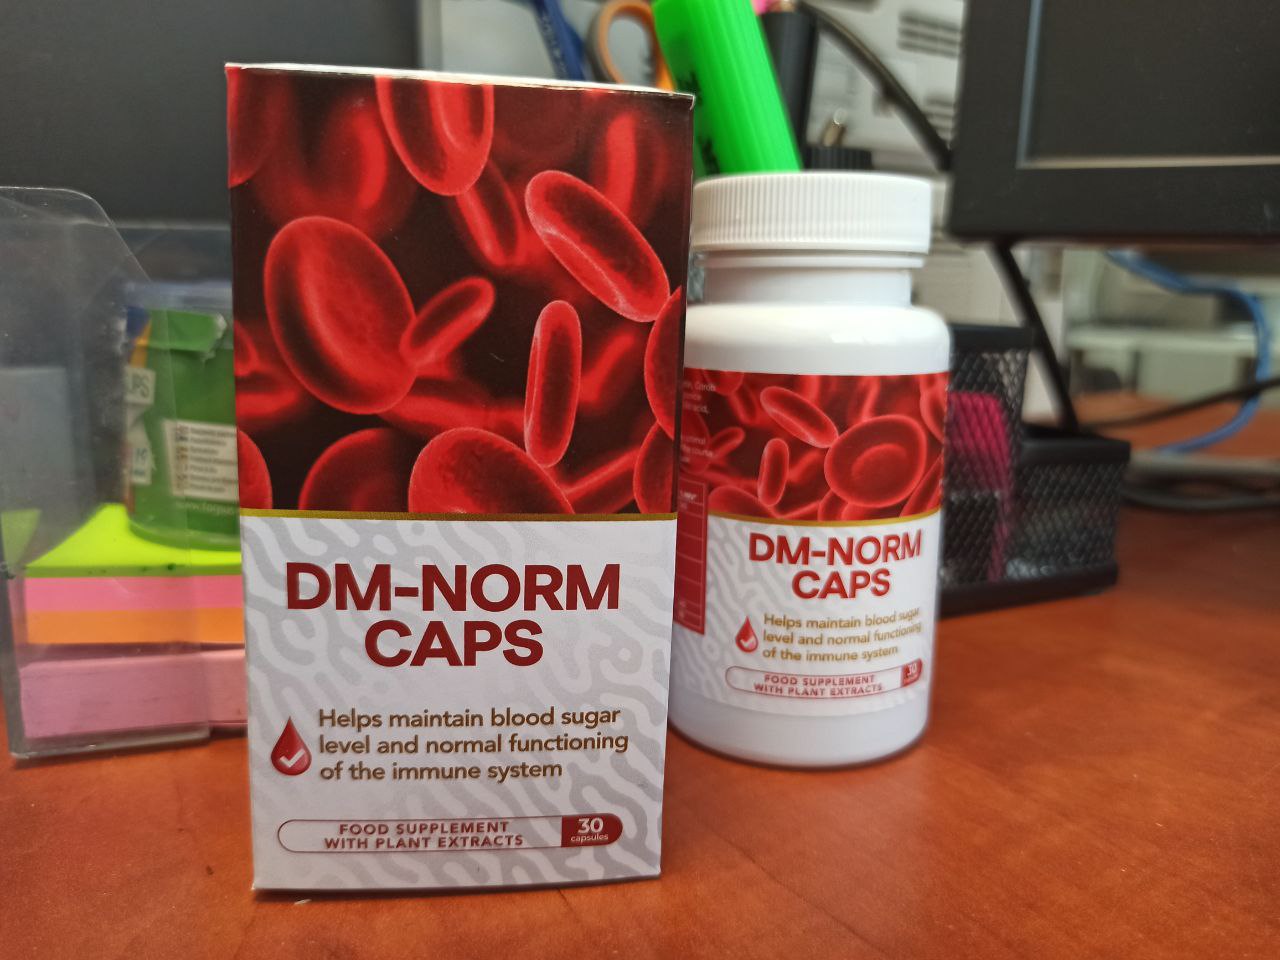 DM-NORM
CAPS
Helps maintain blood sugar
level and normal functioning
of the immune system
FOOD SUPPLEMENT
WITH PLANT EXTRACTS
30
capsules
DM-NORM
CAPS
Helps maintain blood sugar
level and normal functioning
of the immune system
FOOD SUPPLEMENT
WITH PLANT EXTRACTS
30